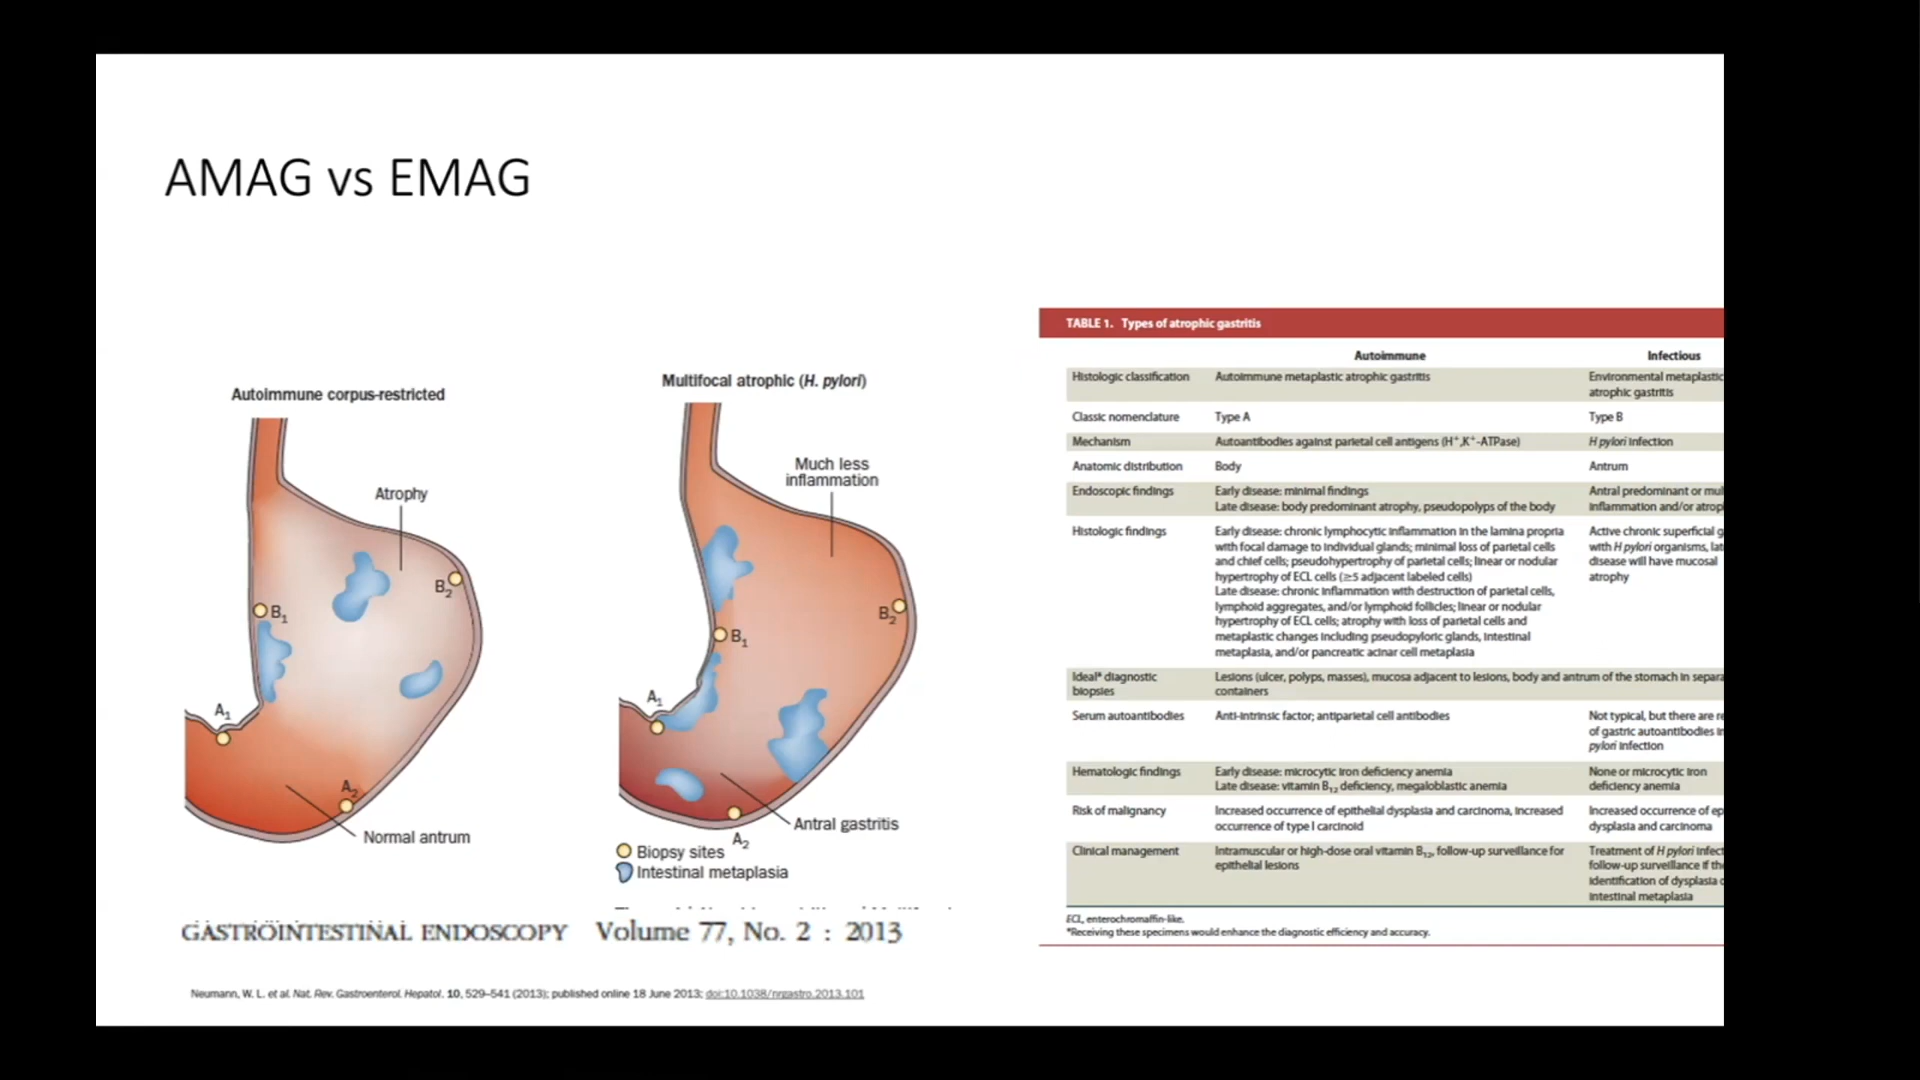 AMAG vs EMAG
Autoimmune corpus-restricted
Atrophy
B2
B1
A1
A2
Normal antrum
Multifocal atrophic (H. pylori)
Much less
inflammation
B2
B1
A1
Antral gastritis
A2
Biopsy sites
Intestinal metaplasia
GASTROINTESTINAL ENDOSCOPY Volume 77, No. 2 : 2013
Neumann, W. L. et al. Nat. Rev. Gastroenterol. Hepatol. 10, 529–541 (2013); published online 18 June 2013; doi:10.1038/nrgastro.2013.101
TABLE 1. Types of atrophic gastritis
Autoimmune Infectious
Histologic classification Autoimmune metaplastic atrophic gastritis Environmental metaplastic
atrophic gastritis
Classic nomenclature Type A Type B
Mechanism Autoantibodies against parietal cell antigens (H+,K+-ATPase) H pylori infection
Anatomic distribution Body Antrum
Endoscopic findings Early disease: minimal findings Antral predominant or mul
Late disease: body predominant atrophy, pseudopolyps of the body inflammation and/or atrop
Histologic findings Early disease: chronic lymphocytic inflammation in the lamina propria Active chronic superficial g
with focal damage to individual glands; minimal loss of parietal cells with H pylori organisms, lat
and chief cells; pseudohypertrophy of parietal cells; linear or nodular disease will have mucosal
hypertrophy of ECL cells (≥5 adjacent labeled cells) atrophy
Late disease: chronic inflammation with destruction of parietal cells,
lymphoid aggregates, and/or lymphoid follicles; linear or nodular
hypertrophy of ECL cells; atrophy with loss of parietal cells and
metaplastic changes including pseudopyloric glands, intestinal
metaplasia, and/or pancreatic acinar cell metaplasia
Ideal* diagnostic Lesions (ulcer, polyps, masses), mucosa adjacent to lesions, body and antrum of the stomach in separa
biopsies containers
Serum autoantibodies Anti-intrinsic factor; antiparietal cell antibodies Not typical, but there are re
of gastric autoantibodies in
pylori infection
Hematologic findings Early disease: microcytic iron deficiency anemia None or microcytic iron
Late disease: vitamin B12 deficiency, megaloblastic anemia deficiency anemia
Risk of malignancy Increased occurrence of epithelial dysplasia and carcinoma, increased Increased occurrence of ep
occurrence of type I carcinoid dysplasia and carcinoma
Clinical management Intramuscular or high-dose oral vitamin B12, follow-up surveillance for Treatment of H pylori infect
epithelial lesions follow-up surveillance if the
identification of dysplasia
intestinal metaplasia
ECL, enterochromaffin-like.
*Receiving these specimens would enhance the diagnostic efficiency and accuracy.